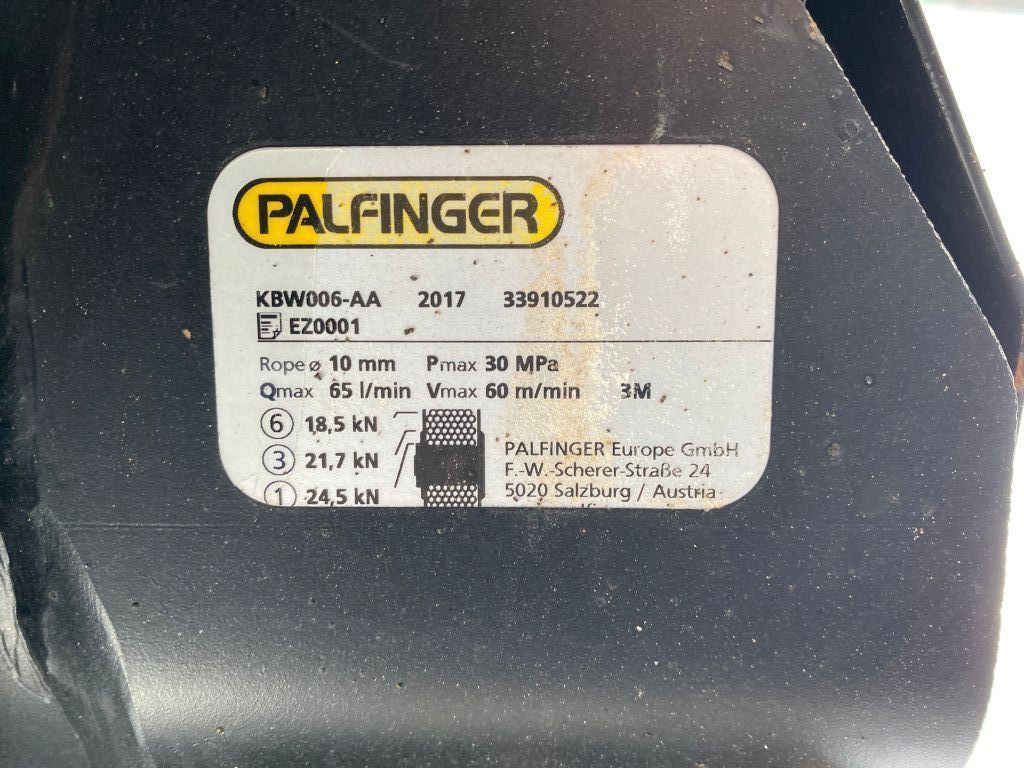 PALFINGER
KBW006-AA 2017 33910522
EZ0001
Rope ø 10 mm Pmax 30 MPa
Qmax 65 l/min Vmax 60 m/min 3M
6 18,5 kN
3 21,7 kN
1 24,5 kN
PALFINGER Europe GmbH
F.-W.-Scherer-Straße 24
5020 Salzburg / Austria